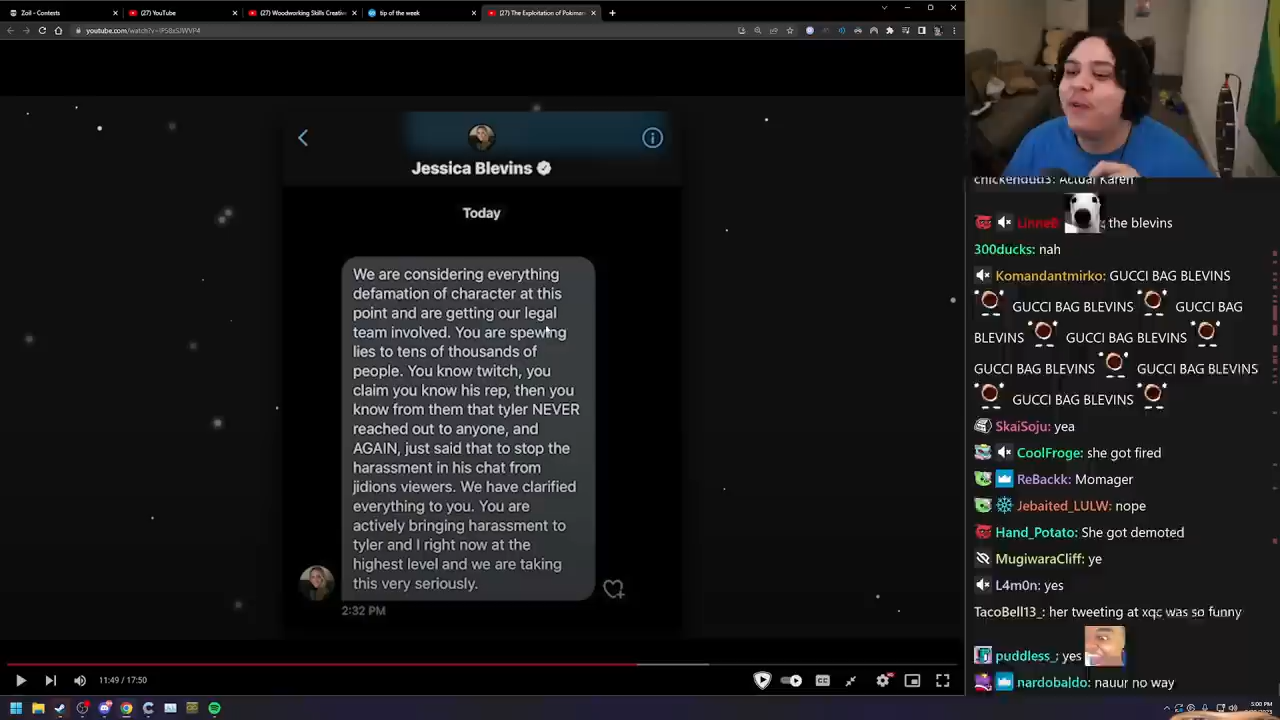 Zoil - Contests
(27) YouTube
(27) Woodworking Skills Creative
tip of the week
(27) The Exploitation of Pokiman
Jessica Blevins
Today
We are considering everything
defamation of character at this
point and are getting our legal
team involved. You are spewing
lies to tens of thousands of
people. You know twitch, you
claim you know his rep, then you
know from them that tyler NEVER
reached out to anyone, and
AGAIN, just said that to stop the
harassment in his chat from
jidions viewers. We have clarified
everything to you. You are
actively bringing harassment to
tyler and I right now at the
highest level and we are taking
this very seriously.
2:32 PM
11:49 / 17:50
chickendud3: Actual Karen
the blevins
300ducks: nah
Komandantmirko: GUCCI BAG BLEVINS
GUCCI BAG BLEVINS GUCCI BAG
BLEVINS GUCCI BAG BLEVINS
GUCCI BAG BLEVINS GUCCI BAG BLEVINS
GUCCI BAG BLEVINS
SkaiSoju: yea
CoolFroge: she got fired
ReBackk: Momager
Jebaited_LULW: nope
Hand_Potato: She got demoted
MugiwaraCliff: ye
L4m0n: yes
TacoBell13_: her tweeting at xqc was so funny
puddless_: yes
nardobaldo: nauur no way
5:00 PM